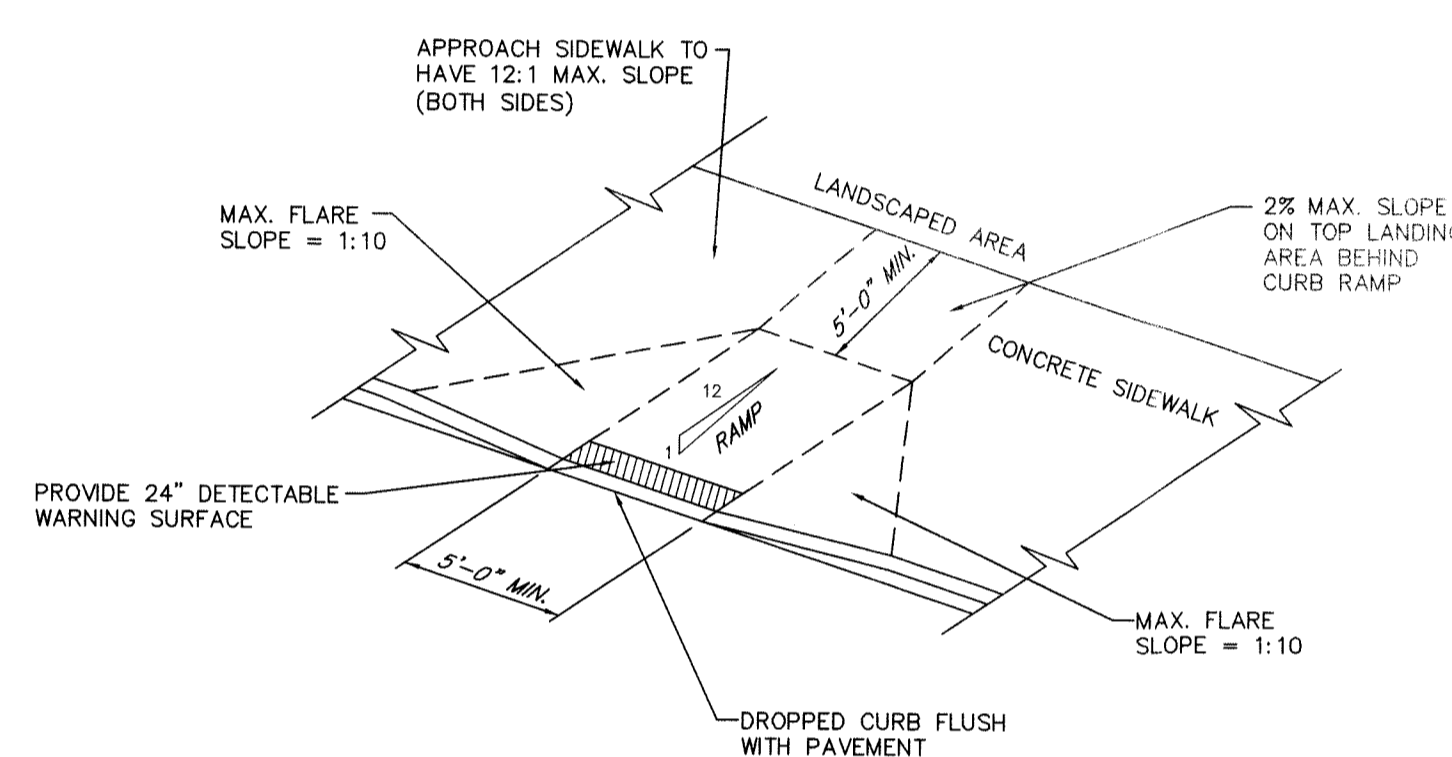 APPROACH SIDEWALK TO
HAVE 12:1 MAX. SLOPE
(BOTH SIDES)
MAX. FLARE
SLOPE = 1:10
LANDSCAPED AREA
2% MAX. SLOPE
ON TOP LANDING
AREA BEHIND
CURB RAMP
5'-0" MIN.
CONCRETE SIDEWALK
12
1
RAMP
PROVIDE 24" DETECTABLE
WARNING SURFACE
5'-0" MIN.
MAX. FLARE
SLOPE = 1:10
DROPPED CURB FLUSH
WITH PAVEMENT